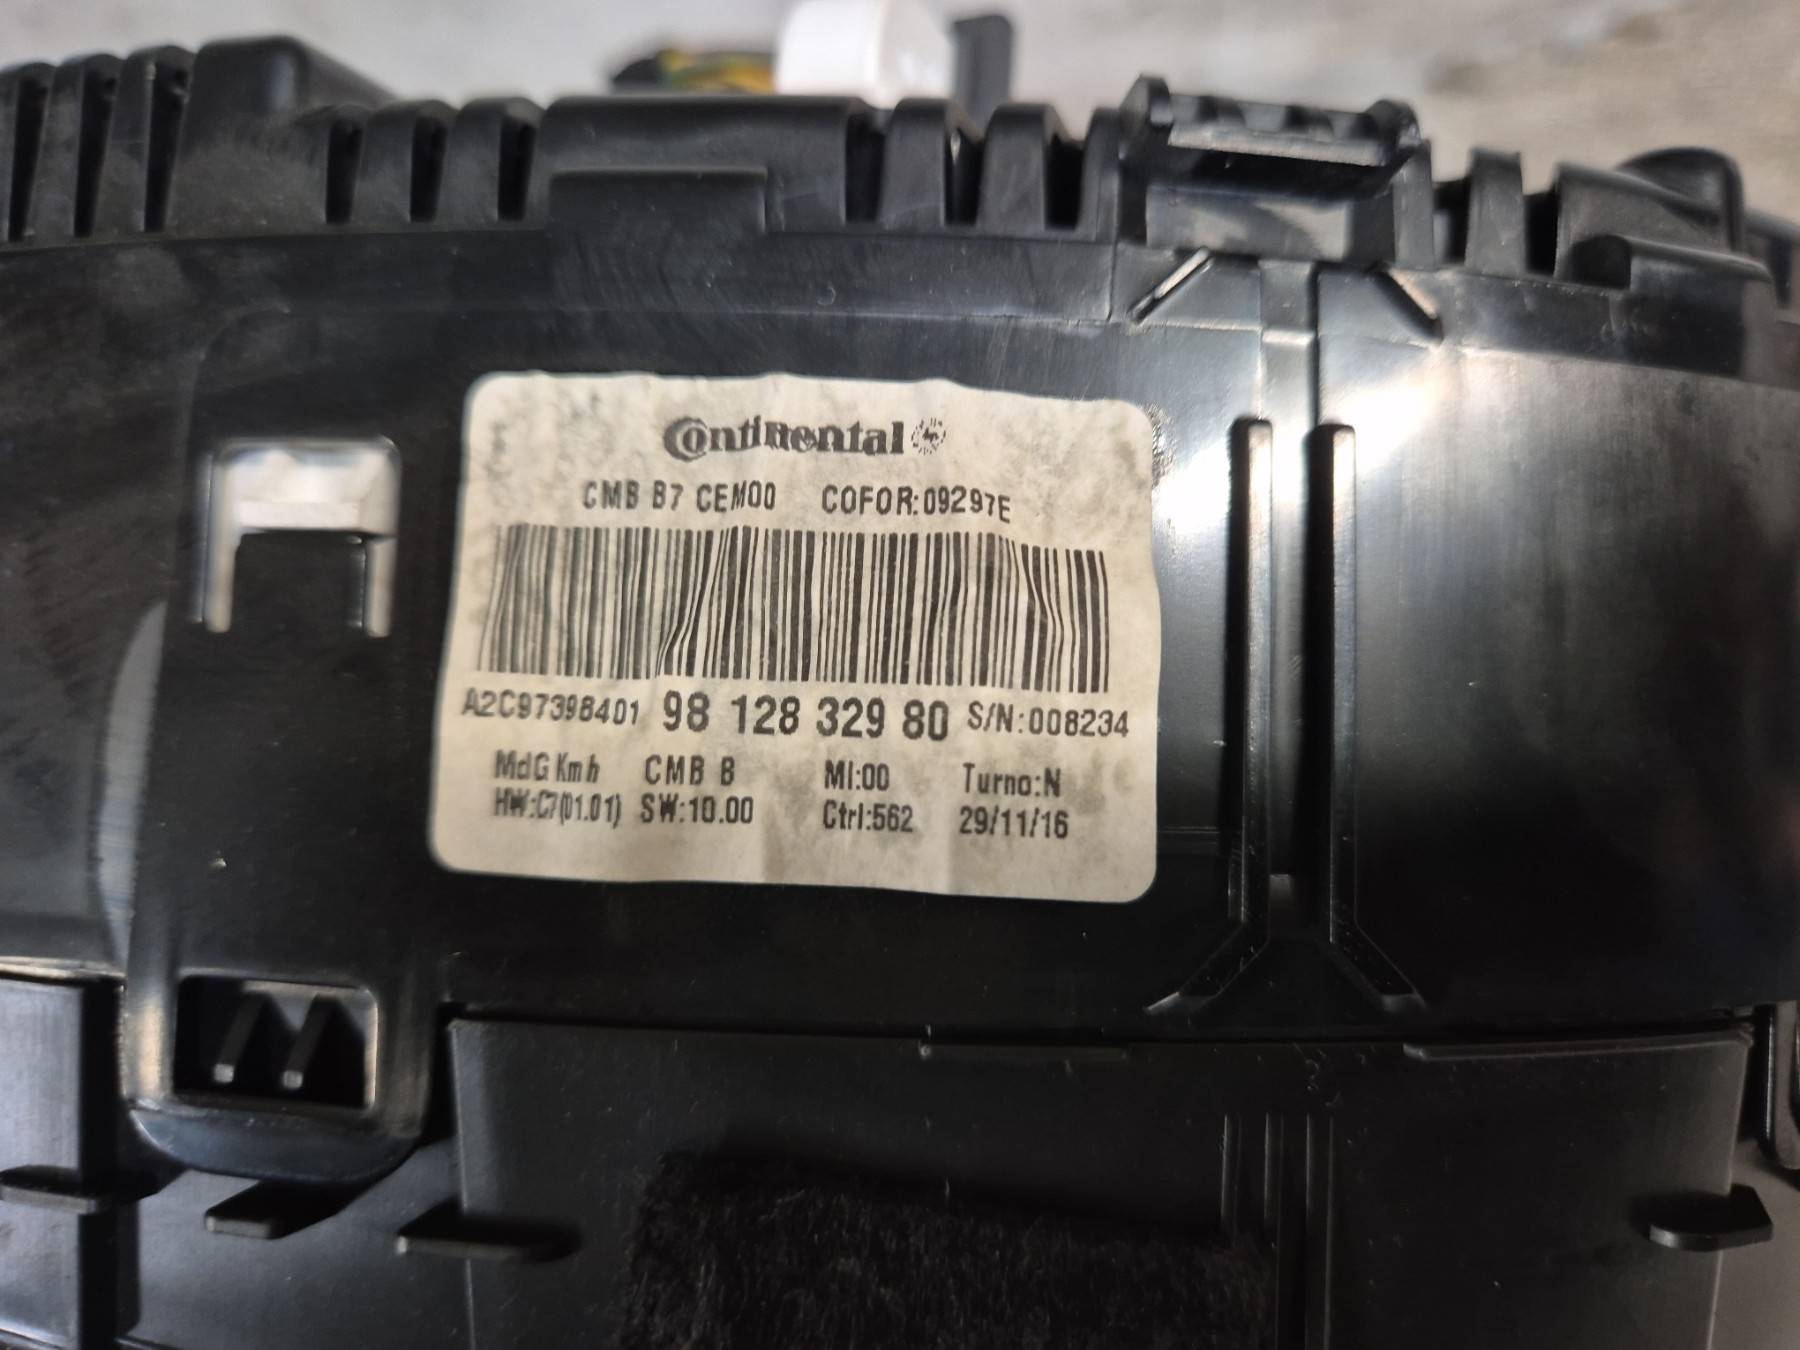 Continental
CMB B7 CEM00 COFOR:09297E
A2C97398401 98 128 329 80 S/N:008234
MdG Kmh CMB B MI:00 Turno:N
HW:C7(01.01) SW:10.00 Ctrl:562 29/11/16